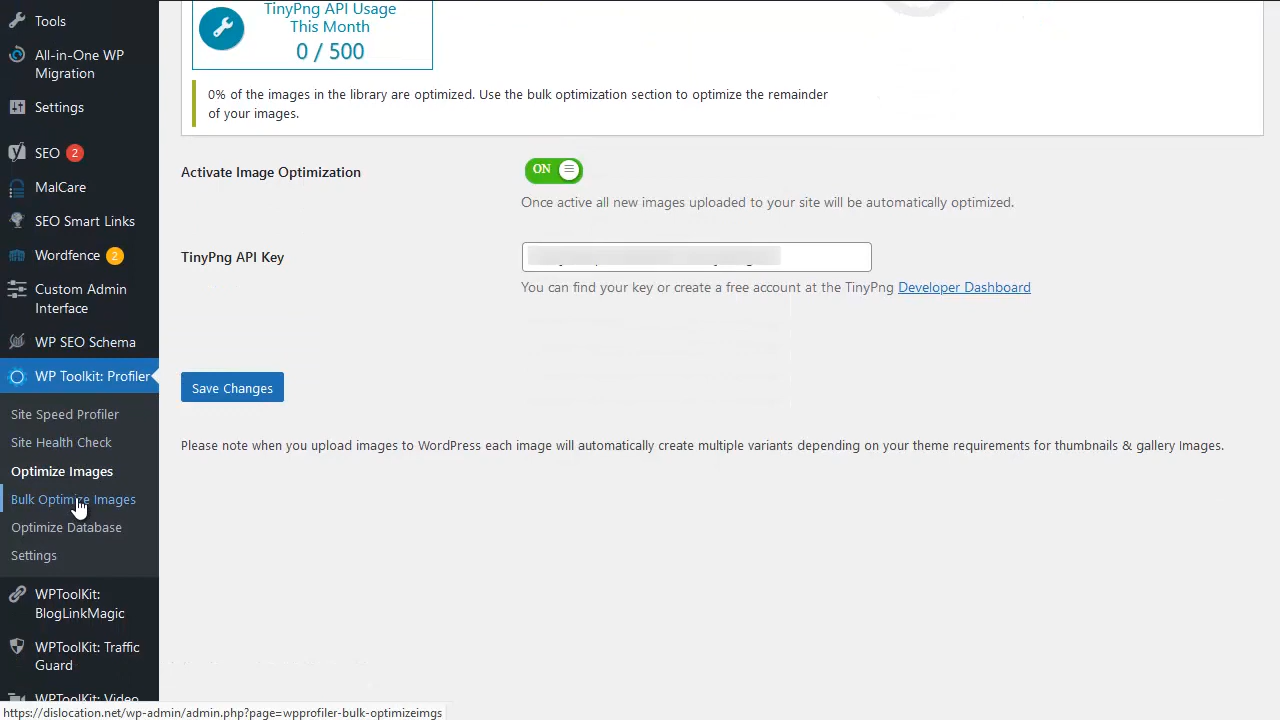 Tools
All-in-One WP
Migration
Settings
SEO 2
MalCare
SEO Smart Links
Wordfence 2
Custom Admin
Interface
WP SEO Schema
WP Toolkit: Profiler
Site Speed Profiler
Site Health Check
Optimize Images
Bulk Optimize Images
Optimize Database
Settings
WPToolKit:
BlogLinkMagic
WPToolKit: Traffic
Guard
WPToolKit: Video
TinyPng API Usage
This Month
0 / 500
0% of the images in the library are optimized. Use the bulk optimization section to optimize the remainder
of your images.
Activate Image Optimization
ON
Once active all new images uploaded to your site will be automatically optimized.
TinyPng API Key
You can find your key or create a free account at the TinyPng Developer Dashboard
Save Changes
Please note when you upload images to WordPress each image will automatically create multiple variants depending on your theme requirements for thumbnails & gallery Images.
https://dislocation.net/wp-admin/admin.php?page=wpprofiler-bulk-optimizeimgs